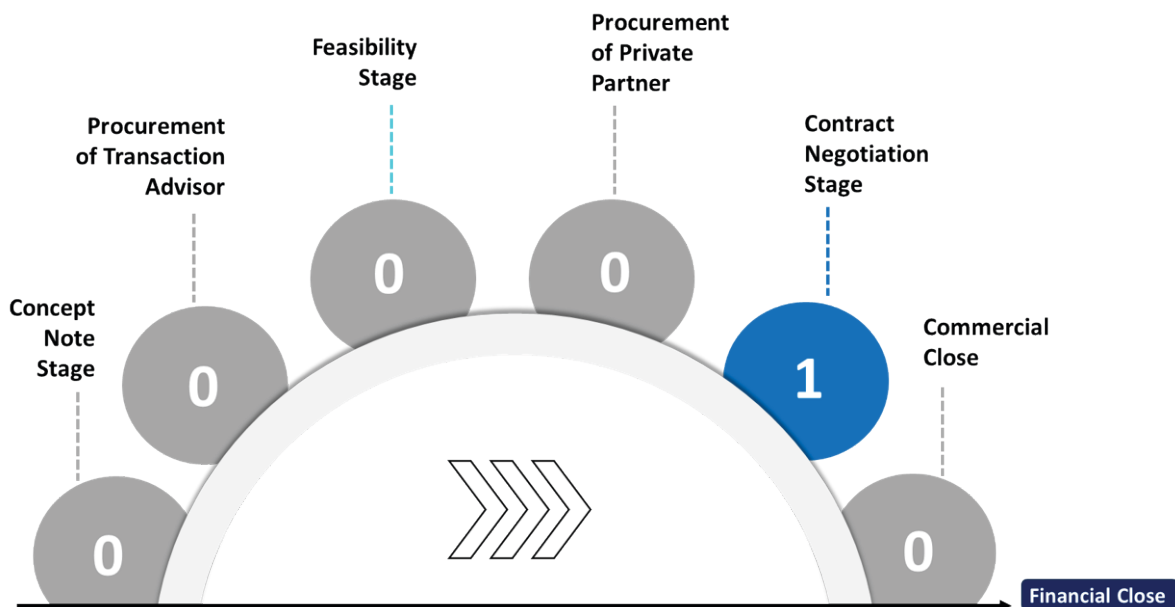 Concept
Note
Stage
0
Procurement
of Transaction
Advisor
0
Feasibility
Stage
0
Procurement
of Private
Partner
0
Contract
Negotiation
Stage
1
Commercial
Close
0
Financial Close